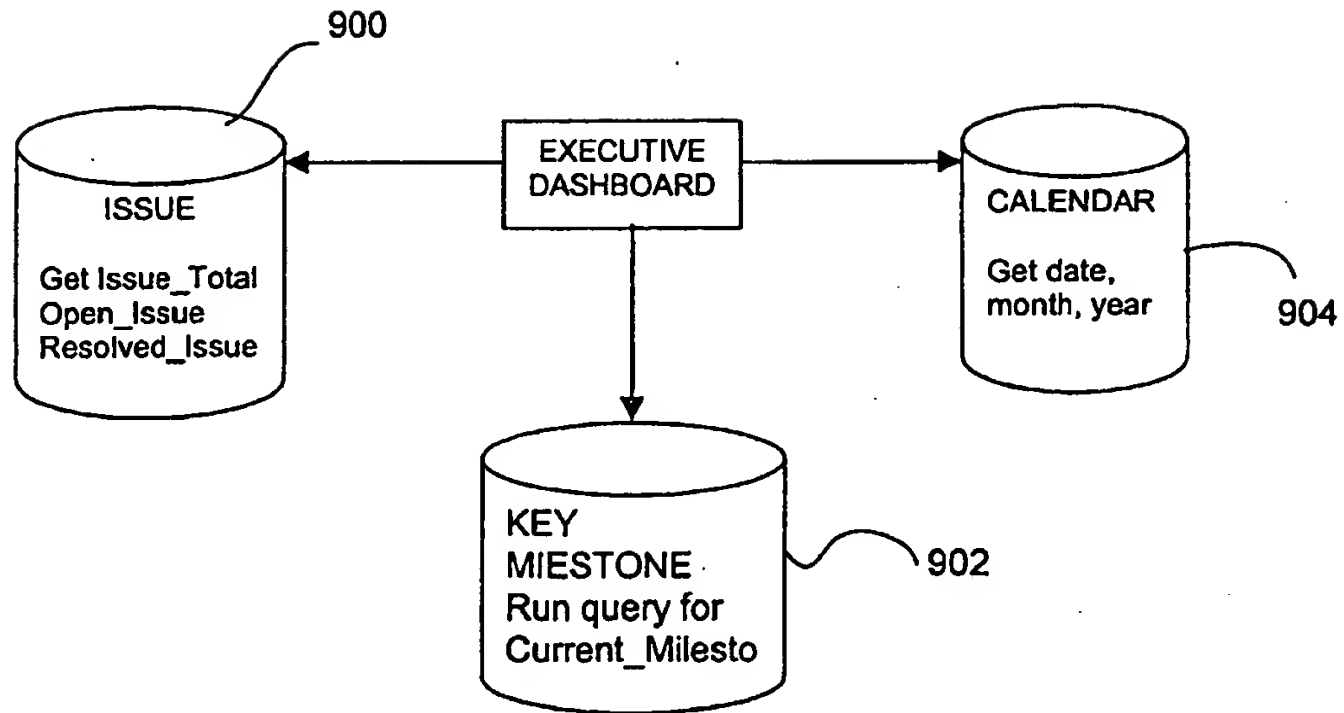 900
EXECUTIVE
DASHBOARD
ISSUE
Get Issue_Total
Open_Issue
Resolved_Issue
CALENDAR
Get date,
month, year
904
KEY
MIESTONE
Run query for
Current_Milesto
902